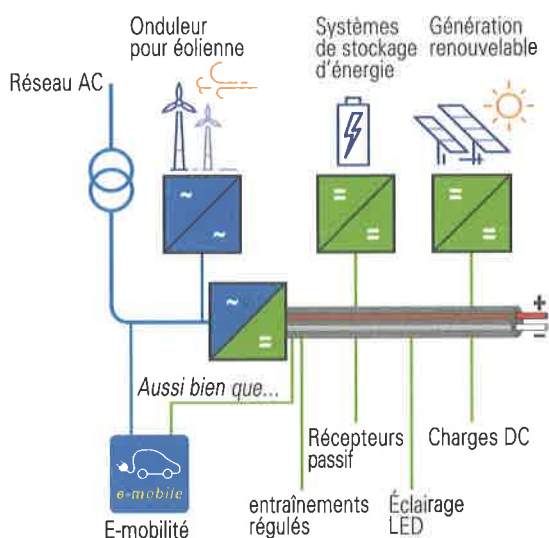 Onduleur
pour éolienne
Systèmes
de stockage
d'énergie
Génération
renouvelable
Réseau AC
~
~
=
=
=
=
~
=
+
−
Aussi bien que...
e-mobile
E-mobilité
Récepteurs
passif
Charges DC
entraînements
régulés
Éclairage
LED